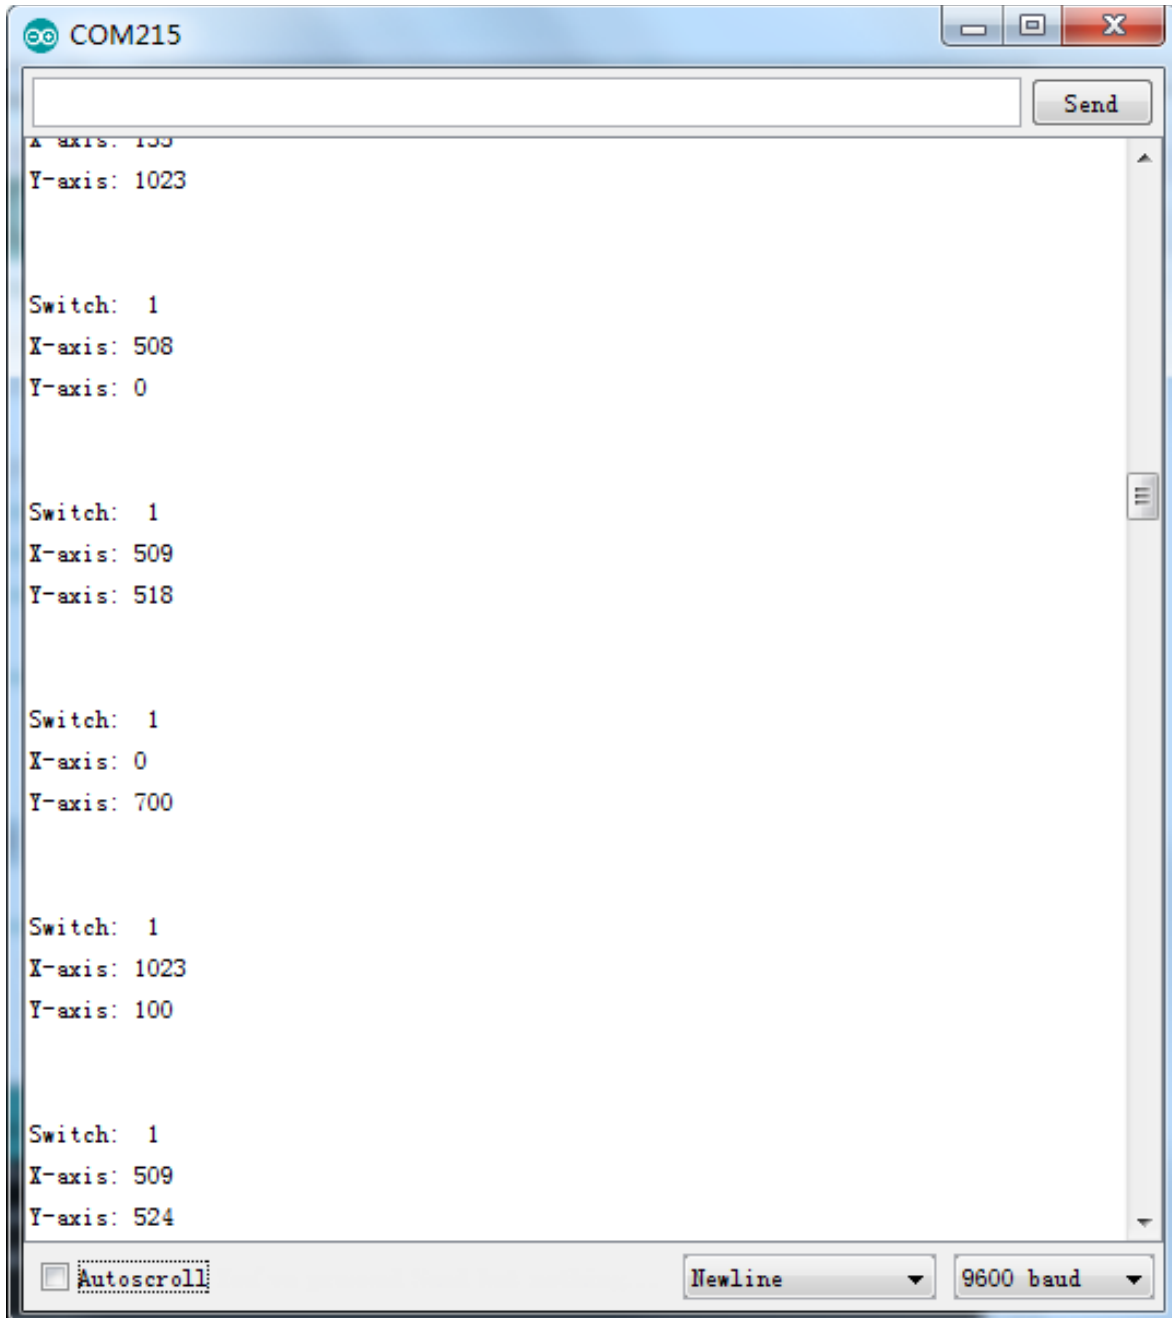 COM215
Send
X-axis: 155
Y-axis: 1023
Switch:  1
X-axis: 508
Y-axis: 0
Switch:  1
X-axis: 509
Y-axis: 518
Switch:  1
X-axis: 0
Y-axis: 700
Switch:  1
X-axis: 1023
Y-axis: 100
Switch:  1
X-axis: 509
Y-axis: 524
Autoscroll
Newline
9600 baud